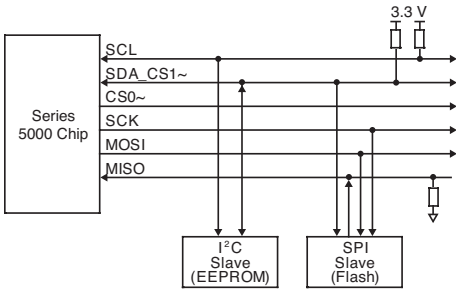 3.3 V
SCL
SDA_CS1~
CS0~
SCK
MOSI
MISO
Series
5000 Chip
I²C
Slave
(EEPROM)
SPI
Slave
(Flash)